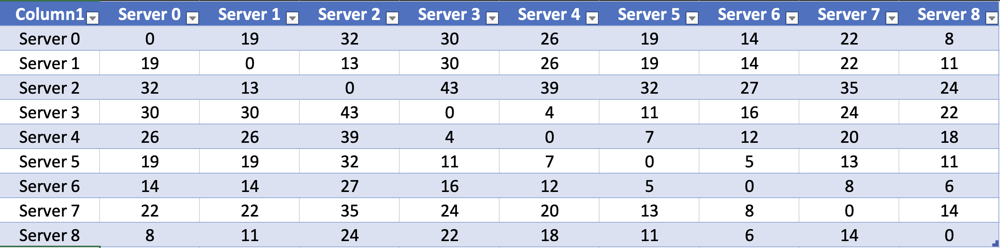 Column1 Server 0 Server 1 Server 2 Server 3 Server 4 Server 5 Server 6 Server 7 Server 8
Server 0 0 19 32 30 26 19 14 22 8
Server 1 19 0 13 30 26 19 14 22 11
Server 2 32 13 0 43 39 32 27 35 24
Server 3 30 30 43 0 4 11 16 24 22
Server 4 26 26 39 4 0 7 12 20 18
Server 5 19 19 32 11 7 0 5 13 11
Server 6 14 14 27 16 12 5 0 8 6
Server 7 22 22 35 24 20 13 8 0 14
Server 8 8 11 24 22 18 11 6 14 0